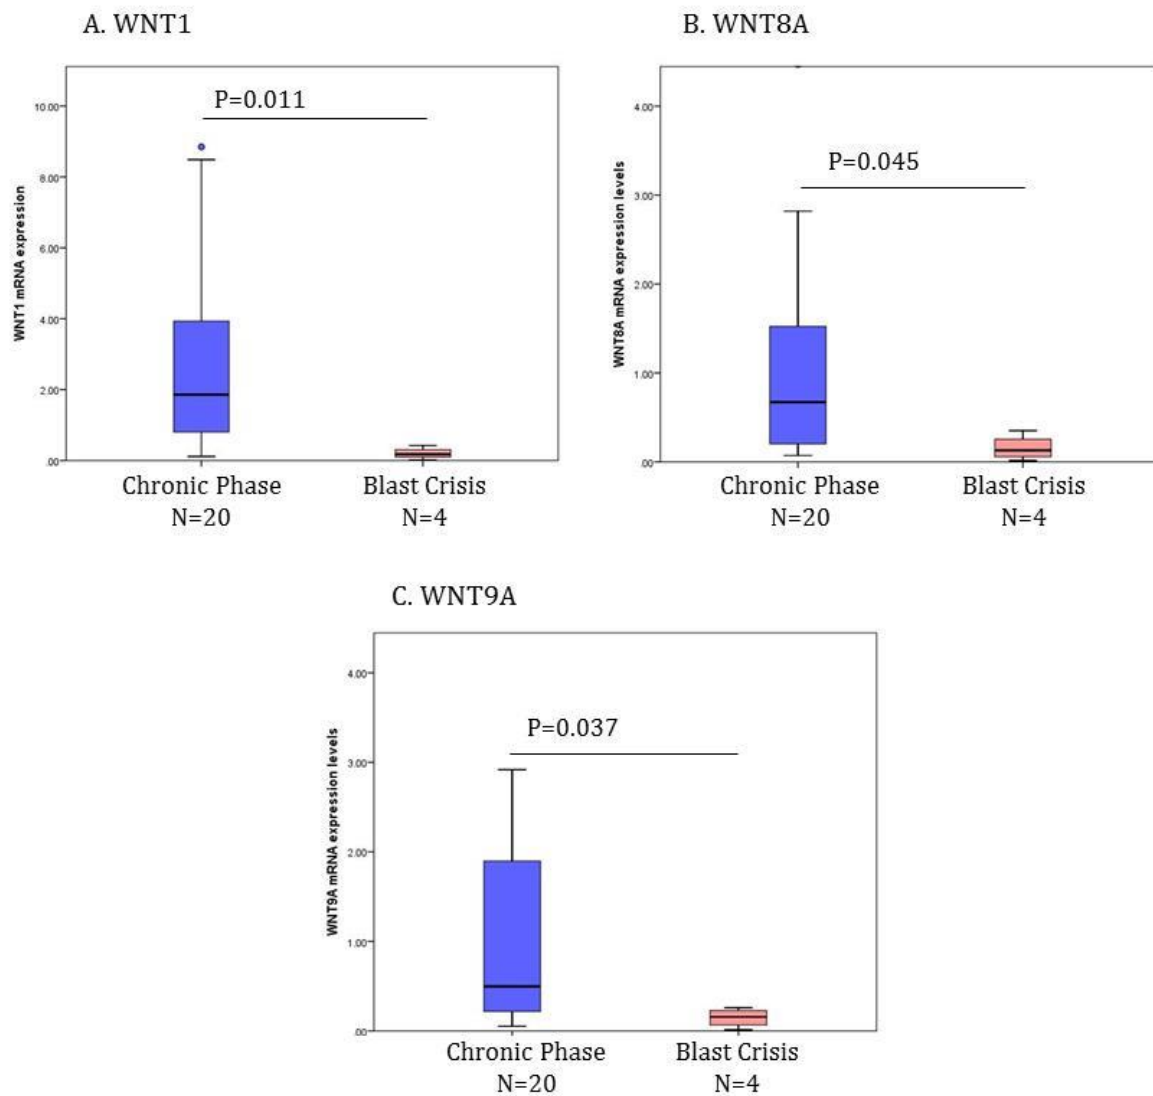 A. WNT1
WNT1 mRNA expression
10.00
8.00
6.00
4.00
2.00
.00
P=0.011
Chronic Phase
N=20
Blast Crisis
N=4
B. WNT8A
WNT8A mRNA expression levels
4.00
3.00
2.00
1.00
.00
P=0.045
Chronic Phase
N=20
Blast Crisis
N=4
C. WNT9A
WNT9A mRNA expression levels
4.00
3.00
2.00
1.00
.00
P=0.037
Chronic Phase
N=20
Blast Crisis
N=4